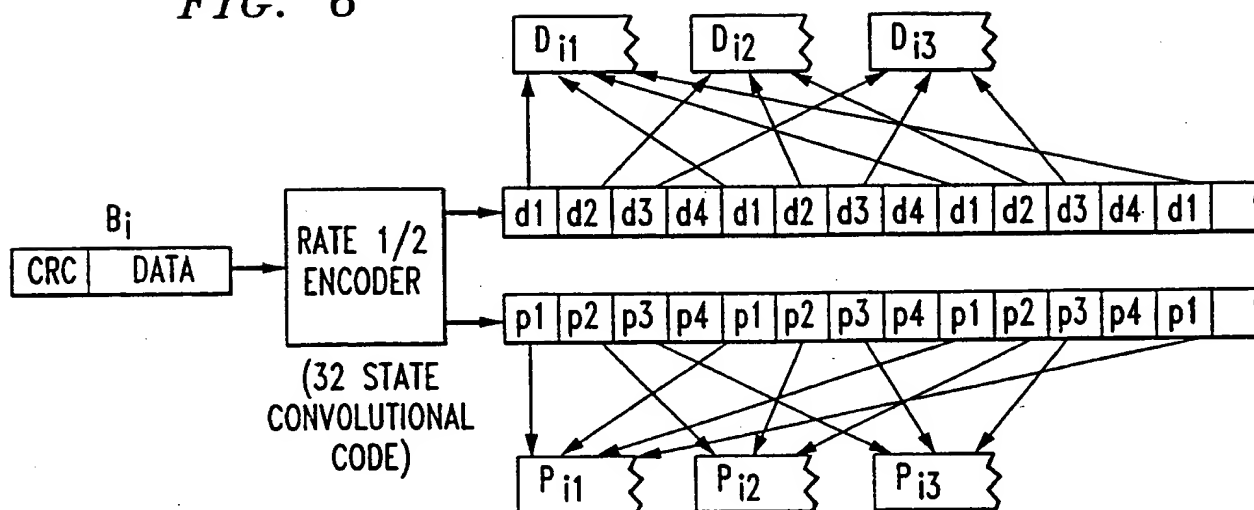 FIG. 6
D i1 D i2 D i3
d1 d2 d3 d4 d1 d2 d3 d4 d1 d2 d3 d4 d1
B i
CRC DATA
RATE 1/2
ENCODER
p1 p2 p3 p4 p1 p2 p3 p4 p1 p2 p3 p4 p1
(32 STATE
CONVOLUTIONAL
CODE)
P i1 P i2 P i3